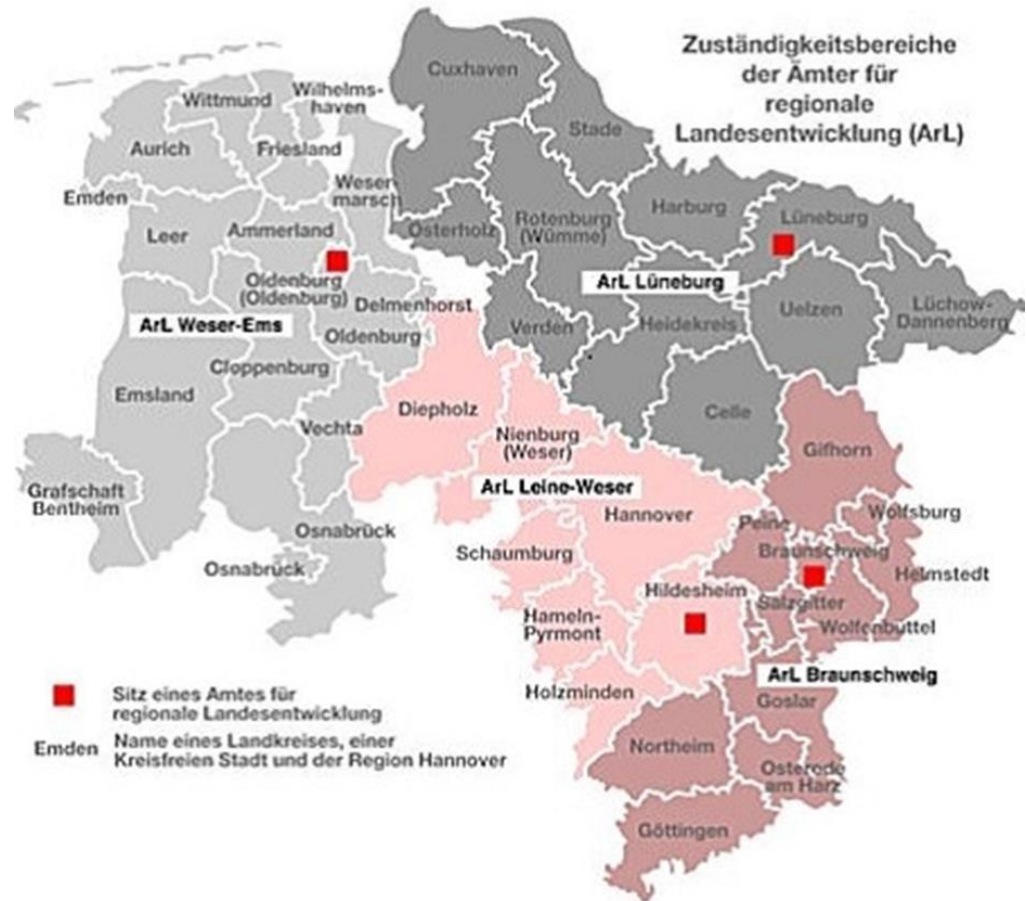 Zuständigkeitsbereiche
der Ämter für
regionale
Landesentwicklung (ArL)
Cuxhaven
Wilhelms-
haven
Wittmund
Stade
Aurich
Friesland
Weser-
marsch
Emden
Harburg
Lüneburg
Rotenburg
(Wümme)
Osterholz
Ammerland
Leer
ArL Lüneburg
Oldenburg
(Oldenburg)
Delmenhorst
Uelzen
Lüchow-
Dannenberg
ArL Weser-Ems
Verden
Heidekreis
Oldenburg
Cloppenburg
Emsland
Diepholz
Celle
Vechta
Nienburg
(Weser)
Gifhorn
ArL Leine-Weser
Grafschaft
Bentheim
Hannover
Wolfsburg
Peine
Osnabrück
Schaumburg
Braunschweig
Osnabrück
Helmstedt
Hildesheim
Salzgitter
Hameln-
Pyrmont
Wolfenbüttel
ArL Braunschweig
Holzminden
Goslar
Northeim
Osterode
am Harz
Göttingen
Sitz eines Amtes für
regionale Landesentwicklung
Emden
Name eines Landkreises, einer
Kreisfreien Stadt und der Region Hannover